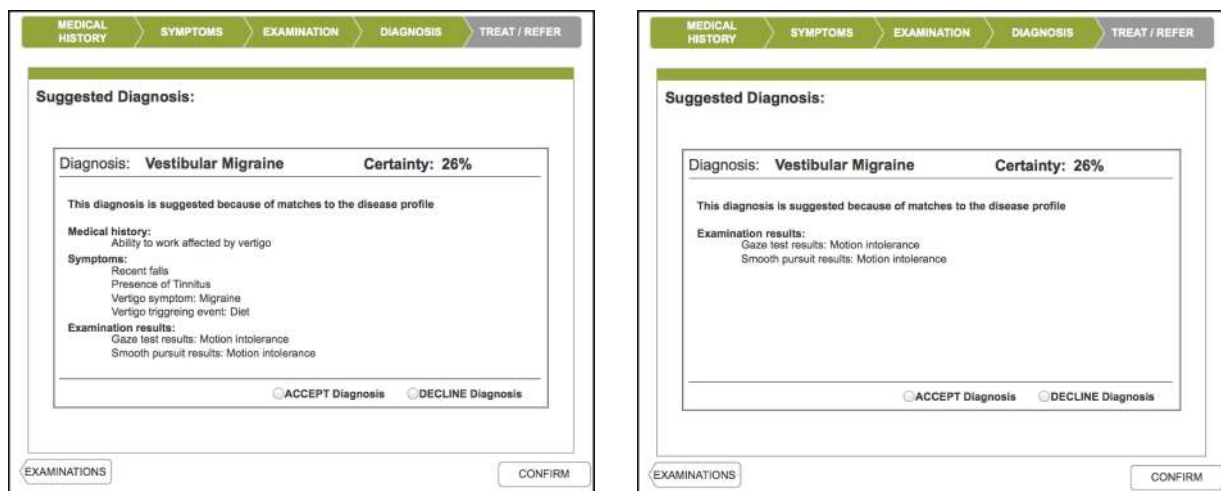 MEDICAL
HISTORY
SYMPTOMS
EXAMINATION
DIAGNOSIS
TREAT / REFER
Suggested Diagnosis:
Diagnosis: Vestibular Migraine Certainty: 26%
This diagnosis is suggested because of matches to the disease profile
Medical history:
Ability to work affected by vertigo
Symptoms:
Recent falls
Presence of Tinnitus
Vertigo symptom: Migraine
Vertigo triggreing event: Diet
Examination results:
Gaze test results: Motion intolerance
Smooth pursuit results: Motion intolerance
ACCEPT Diagnosis DECLINE Diagnosis
EXAMINATIONS
CONFIRM
MEDICAL
HISTORY
SYMPTOMS
EXAMINATION
DIAGNOSIS
TREAT / REFER
Suggested Diagnosis:
Diagnosis: Vestibular Migraine Certainty: 26%
This diagnosis is suggested because of matches to the disease profile
Examination results:
Gaze test results: Motion intolerance
Smooth pursuit results: Motion intolerance
ACCEPT Diagnosis DECLINE Diagnosis
EXAMINATIONS
CONFIRM